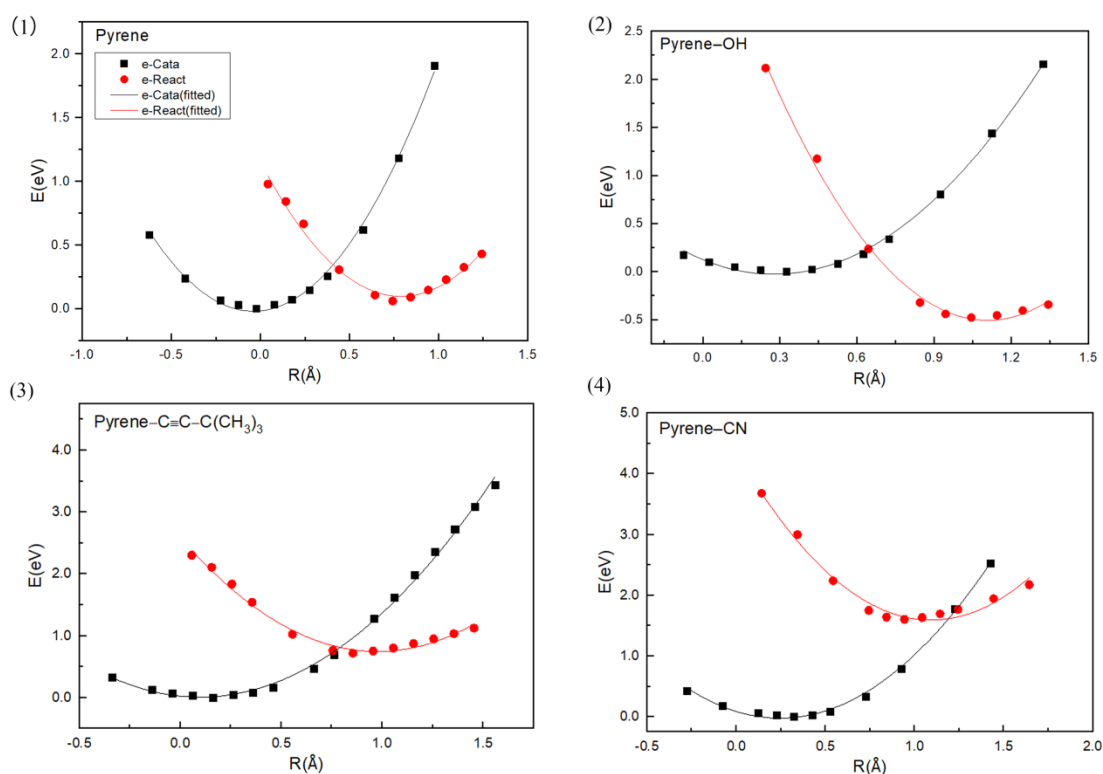 (1)
Pyrene
e-Cata
e-React
e-Cata(fitted)
e-React(fitted)
E(eV)
2.0
1.5
1.0
0.5
0.0
-1.0 -0.5 0.0 0.5 1.0 1.5
R(Å)
(2)
Pyrene–OH
E(eV)
2.5
2.0
1.5
1.0
0.5
0.0
-0.5
0.0 0.3 0.6 0.9 1.2 1.5
R(Å)
(3)
Pyrene–C≡C–C(CH3)3
E(eV)
4.0
3.0
2.0
1.0
0.0
-0.5 0.0 0.5 1.0 1.5
R(Å)
(4)
Pyrene–CN
E(eV)
5.0
4.0
3.0
2.0
1.0
0.0
-0.5 0.0 0.5 1.0 1.5 2.0
R(Å)